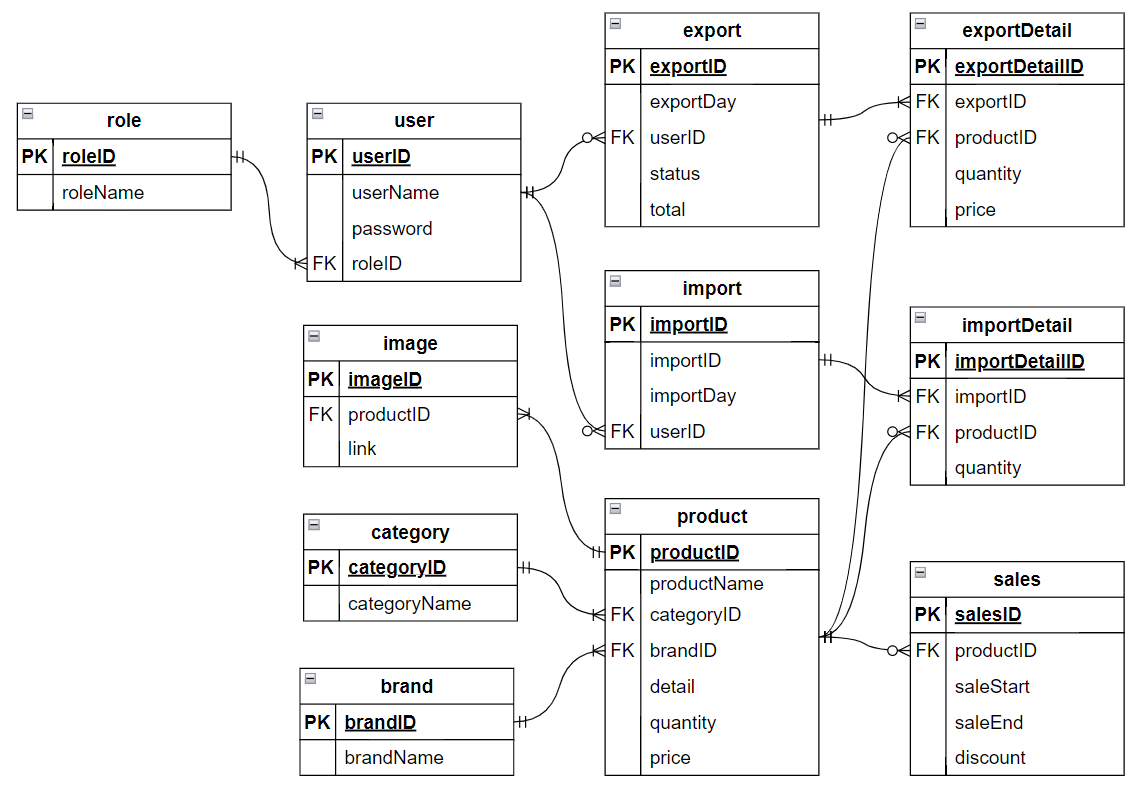 role
PK roleID
roleName
user
PK userID
userName
password
FK roleID
image
PK imageID
FK productID
link
category
PK categoryID
categoryName
brand
PK brandID
brandName
export
PK exportID
exportDay
FK userID
status
total
import
PK importID
importID
importDay
FK userID
product
PK productID
productName
FK categoryID
FK brandID
detail
quantity
price
exportDetail
PK exportDetailID
FK exportID
FK productID
quantity
price
importDetail
PK importDetailID
FK importID
FK productID
quantity
sales
PK salesID
FK productID
saleStart
saleEnd
discount